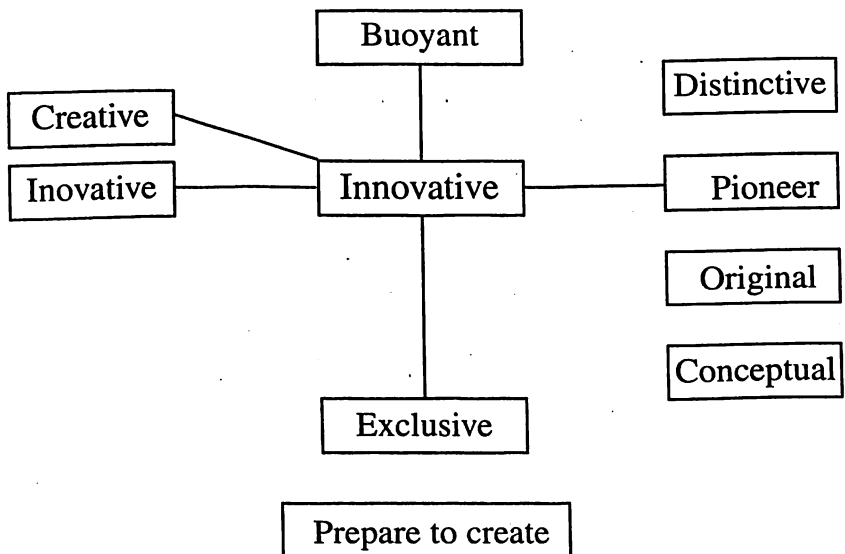 Buoyant
Distinctive
Creative
Inovative
Innovative
Pioneer
Original
Conceptual
Exclusive
Prepare to create